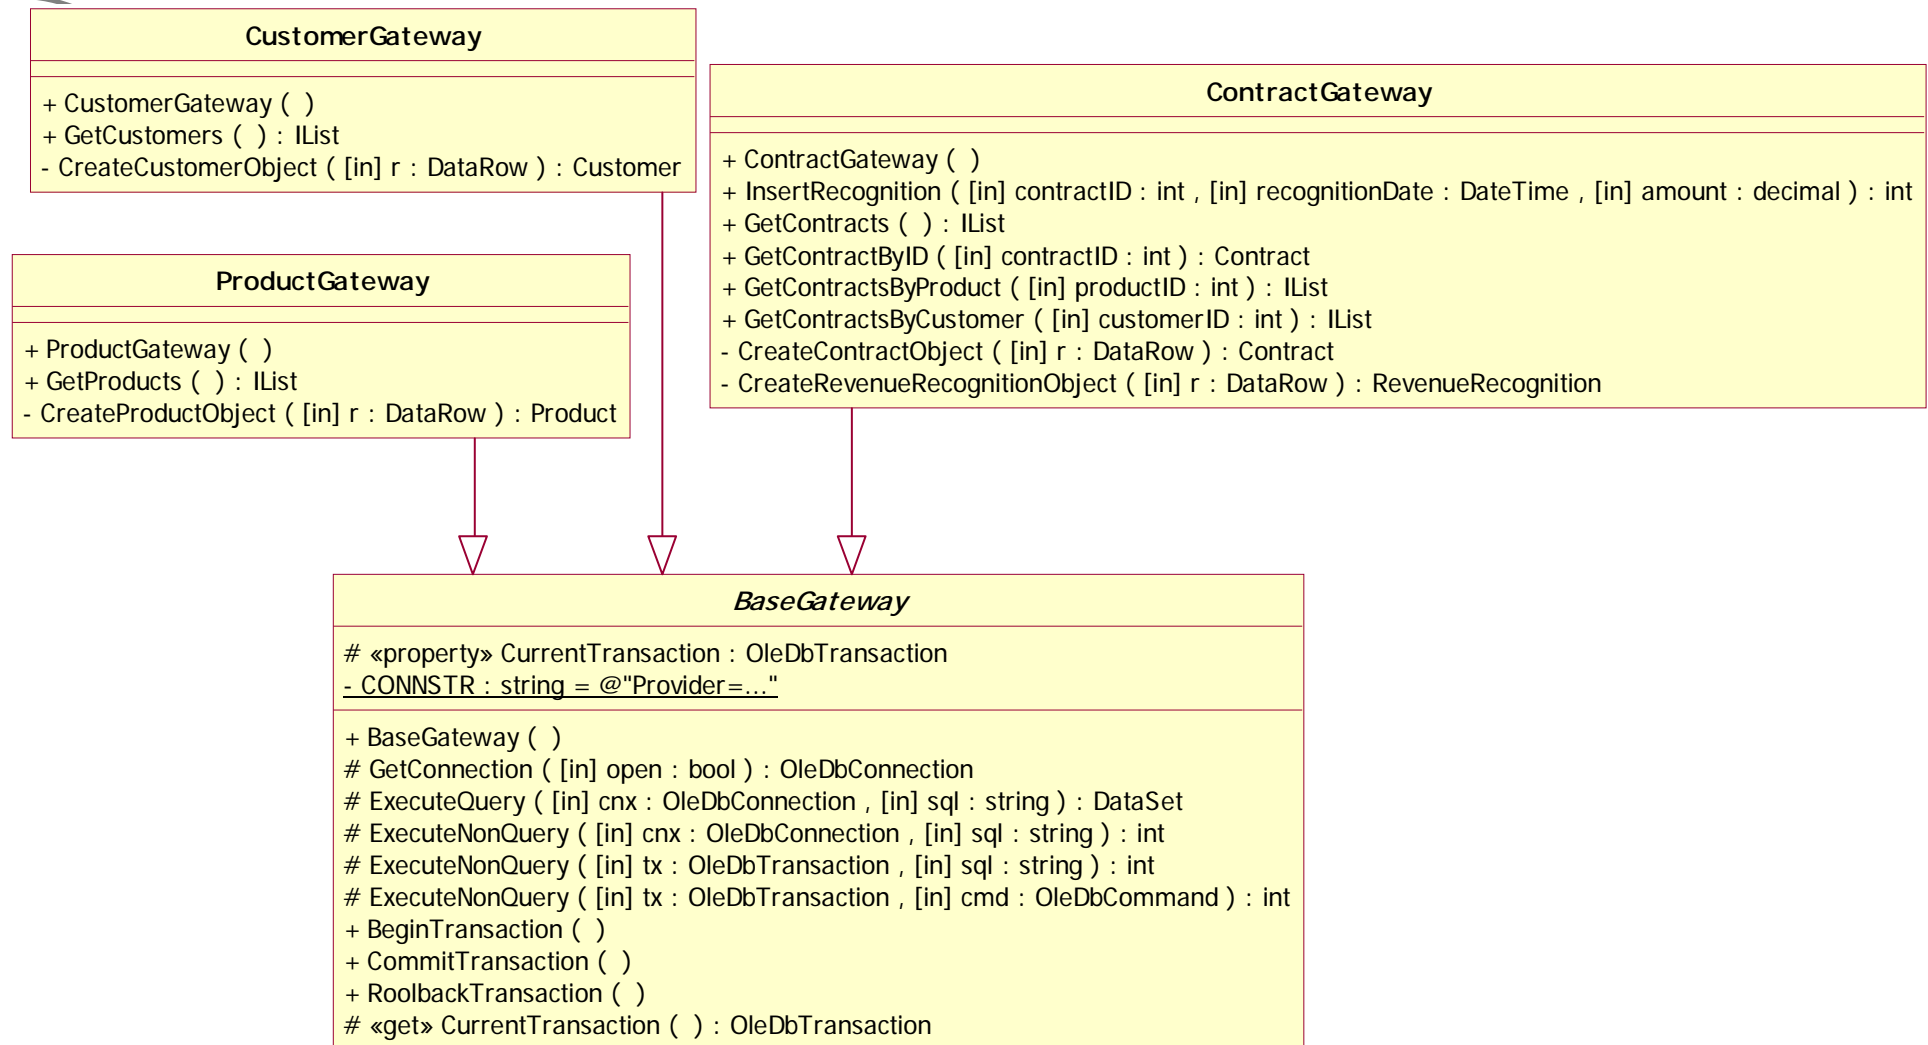 CustomerGateway
+ CustomerGateway ( )
+ GetCustomers ( ) : IList
- CreateCustomerObject ( [in] r : DataRow ) : Customer
ContractGateway
+ ContractGateway ( )
+ InsertRecognition ( [in] contractID : int , [in] recognitionDate : DateTime , [in] amount : decimal ) : int
+ GetContracts ( ) : IList
+ GetContractByID ( [in] contractID : int ) : Contract
+ GetContractsByProduct ( [in] productID : int ) : IList
+ GetContractsByCustomer ( [in] customerID : int ) : IList
- CreateContractObject ( [in] r : DataRow ) : Contract
- CreateRevenueRecognitionObject ( [in] r : DataRow ) : RevenueRecognition
ProductGateway
+ ProductGateway ( )
+ GetProducts ( ) : IList
- CreateProductObject ( [in] r : DataRow ) : Product
BaseGateway
# «property» CurrentTransaction : OleDbTransaction
- CONNSTR : string = @"Provider=..."
+ BaseGateway ( )
# GetConnection ( [in] open : bool ) : OleDbConnection
# ExecuteQuery ( [in] cnx : OleDbConnection , [in] sql : string ) : DataSet
# ExecuteNonQuery ( [in] cnx : OleDbConnection , [in] sql : string ) : int
# ExecuteNonQuery ( [in] tx : OleDbTransaction , [in] sql : string ) : int
# ExecuteNonQuery ( [in] tx : OleDbTransaction , [in] cmd : OleDbCommand ) : int
+ BeginTransaction ( )
+ CommitTransaction ( )
+ RoolbackTransaction ( )
# «get» CurrentTransaction ( ) : OleDbTransaction